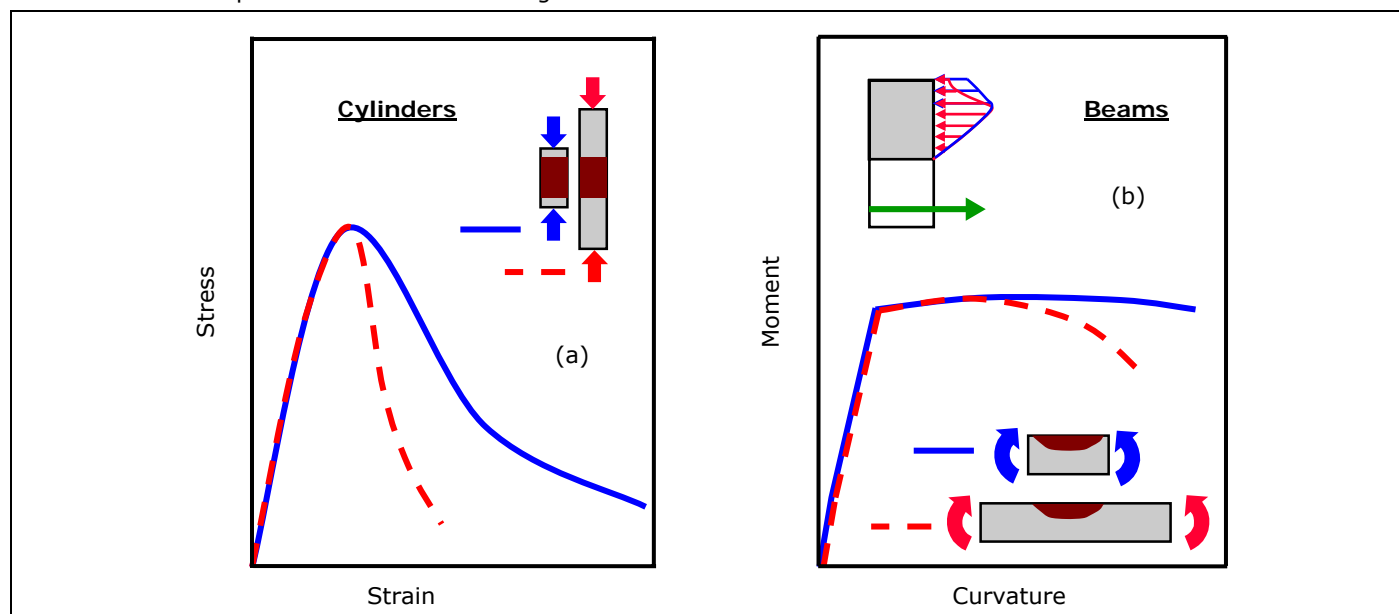 Cylinders
Stress
(a)
Strain
Beams
(b)
Moment
Curvature